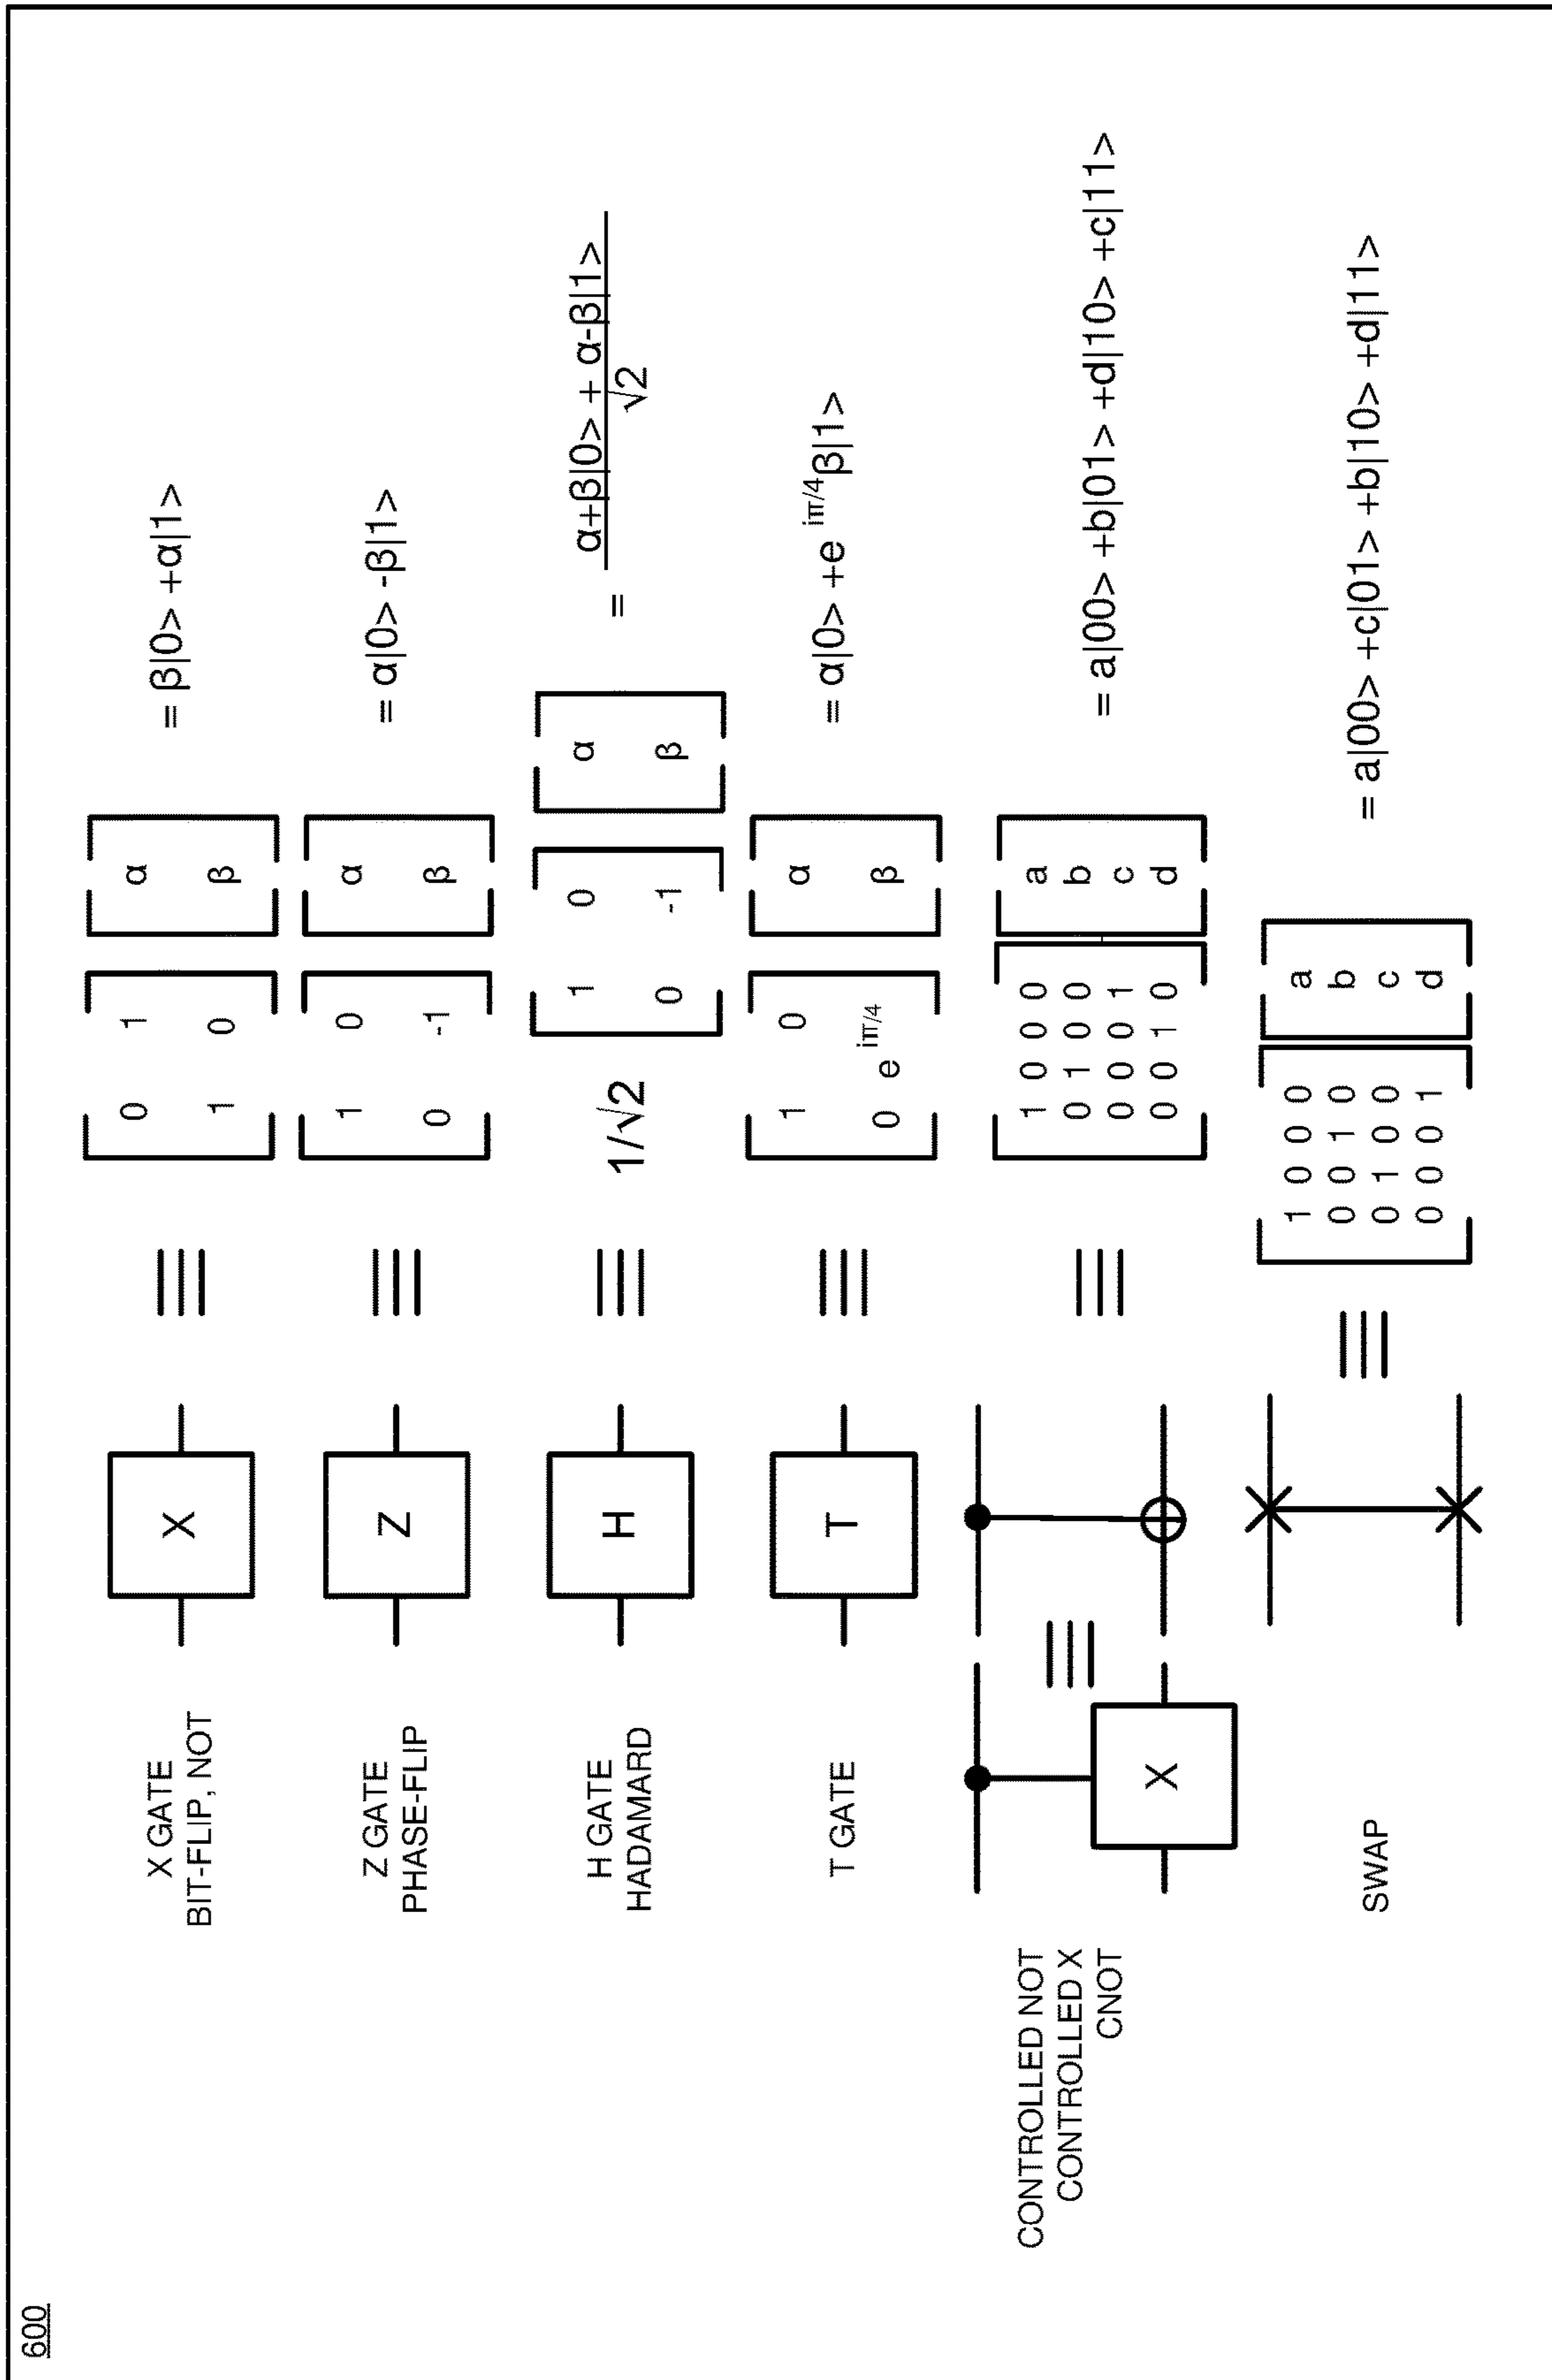 600
X GATE
BIT-FLIP, NOT
X
0 1
1 0
α
β
= β|0> +α|1>
Z GATE
PHASE-FLIP
Z
1 0
0 -1
α
β
= α|0> -β|1>
H GATE
HADAMARD
H
1/√2
1 0
0 -1
α
β
=
α+β|0> + α-β|1>
√2
T GATE
T
1 0
0 e iπ/4
α
β
= α|0> +e iπ/4 β|1>
CONTROLLED NOT
CONTROLLED X
CNOT
X
1 0 0 0
0 1 0 0
0 0 0 1
0 0 1 0
a
b
c
d
= a|00> +b|01> +d|10> +c|11>
SWAP
1 0 0 0
0 0 1 0
0 1 0 0
0 0 0 1
a
b
c
d
= a|00> +c|01> +b|10> +d|11>